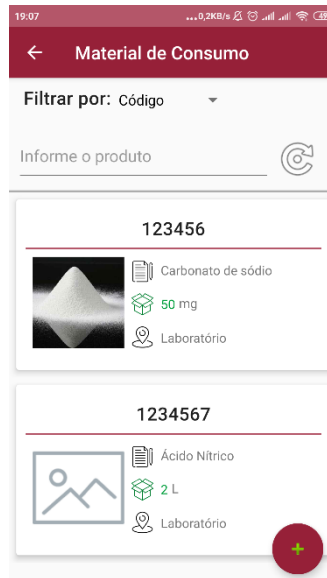 19:07 ...0,2KB/s 49
Material de Consumo
Filtrar por: Código
Informe o produto
123456
Carbonato de sódio
50 mg
Laboratório
1234567
Ácido Nítrico
2 L
Laboratório
+